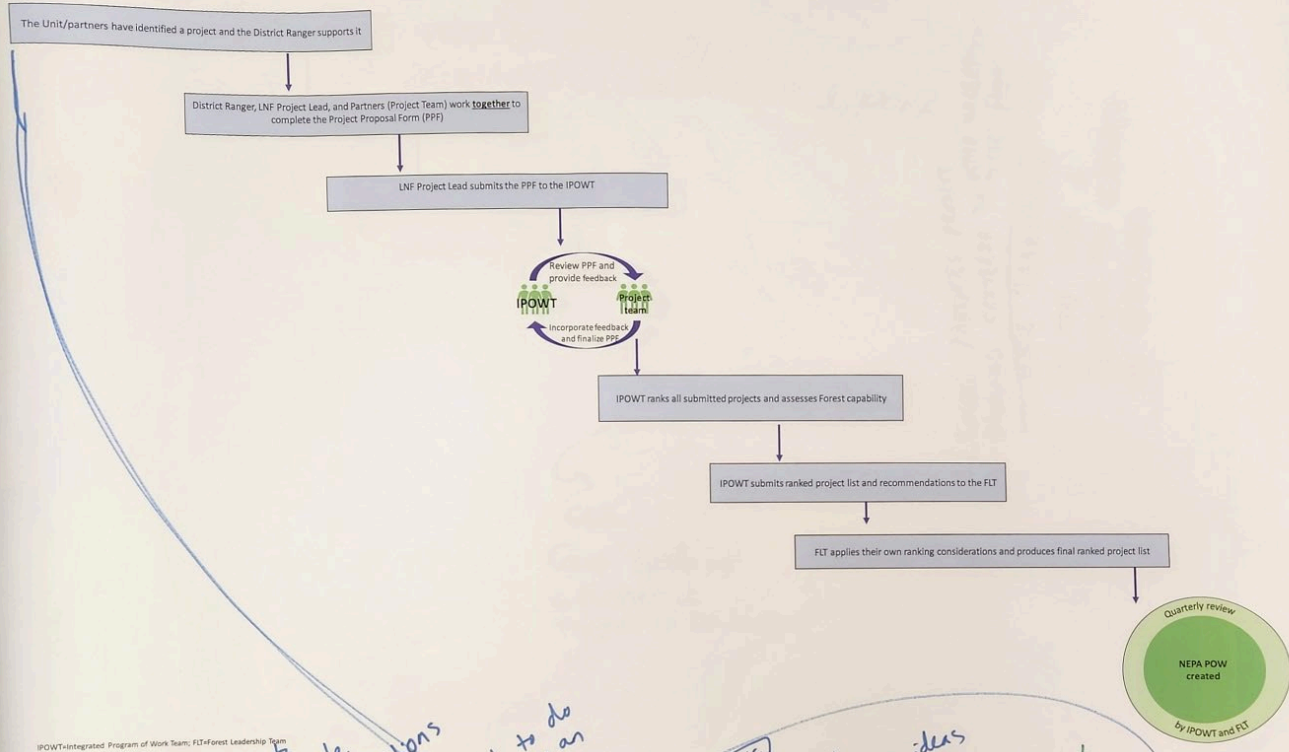 The Unit/partners have identified a project and the District Ranger supports it
District Ranger, LNF Project Lead, and Partners (Project Team) work together to
complete the Project Proposal Form (PPF)
LNF Project Lead submits the PPF to the IPOWT
Review PPF and
provide feedback
IPOWT
Project
team
Incorporate feedback
and finalize PPF
IPOWT ranks all submitted projects and assesses Forest capability
IPOWT submits ranked project list and recommendations to the FLT
FLT applies their own ranking considerations and produces final ranked project list
Quarterly review
NEPA POW
created
by IPOWT and FLT
IPOWT=Integrated Program of Work Team; FLT=Forest Leadership Team
to do
an
ideas